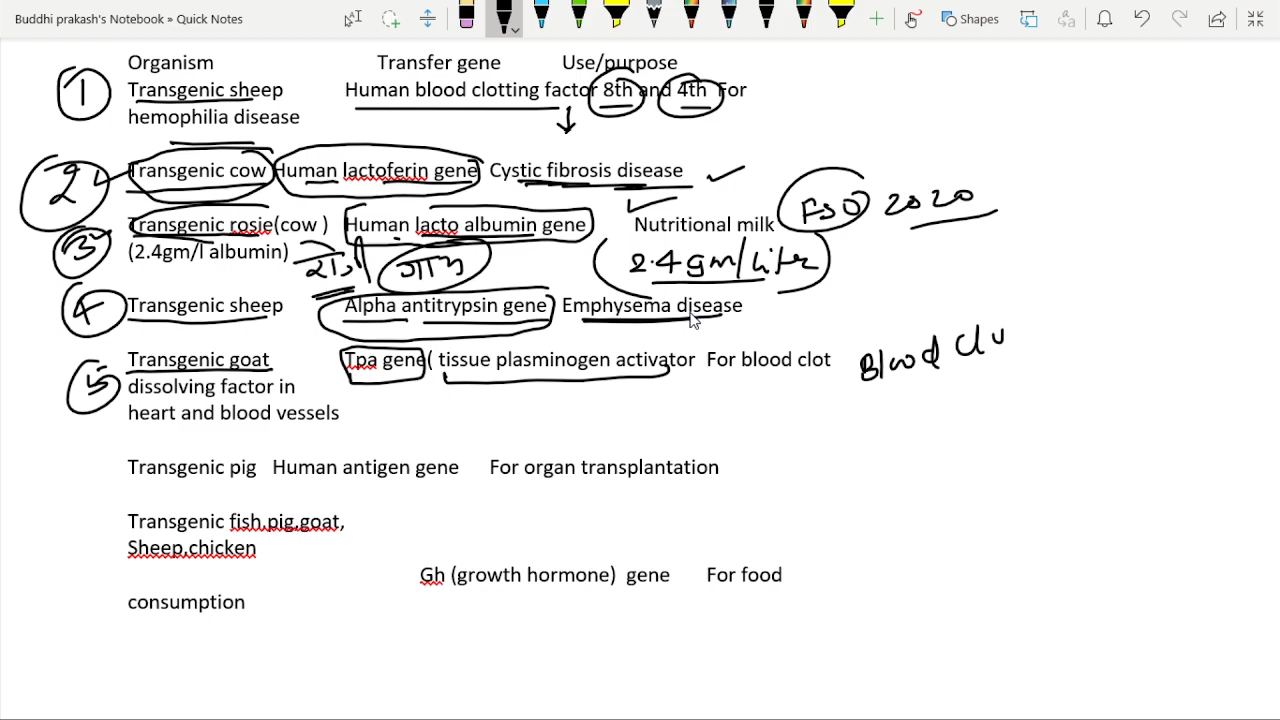 Buddhi prakash's Notebook » Quick Notes
Shapes
Organism Transfer gene Use/purpose
1 Transgenic sheep Human blood clotting factor 8th and 4th For
hemophilia disease
2 Transgenic cow Human lactoferin gene Cystic fibrosis disease
FSO 2020
3 Transgenic rosie(cow ) Human lacto albumin gene Nutritional milk
(2.4gm/l albumin) 2.4 gm/liter
4 Transgenic sheep Alpha antitrypsin gene Emphysema disease
5 Transgenic goat Tpa gene( tissue plasminogen activator For blood clot Blood
dissolving factor in
heart and blood vessels
Transgenic pig Human antigen gene For organ transplantation
Transgenic fish,pig,goat,
Sheep,chicken
Gh (growth hormone) gene For food
consumption